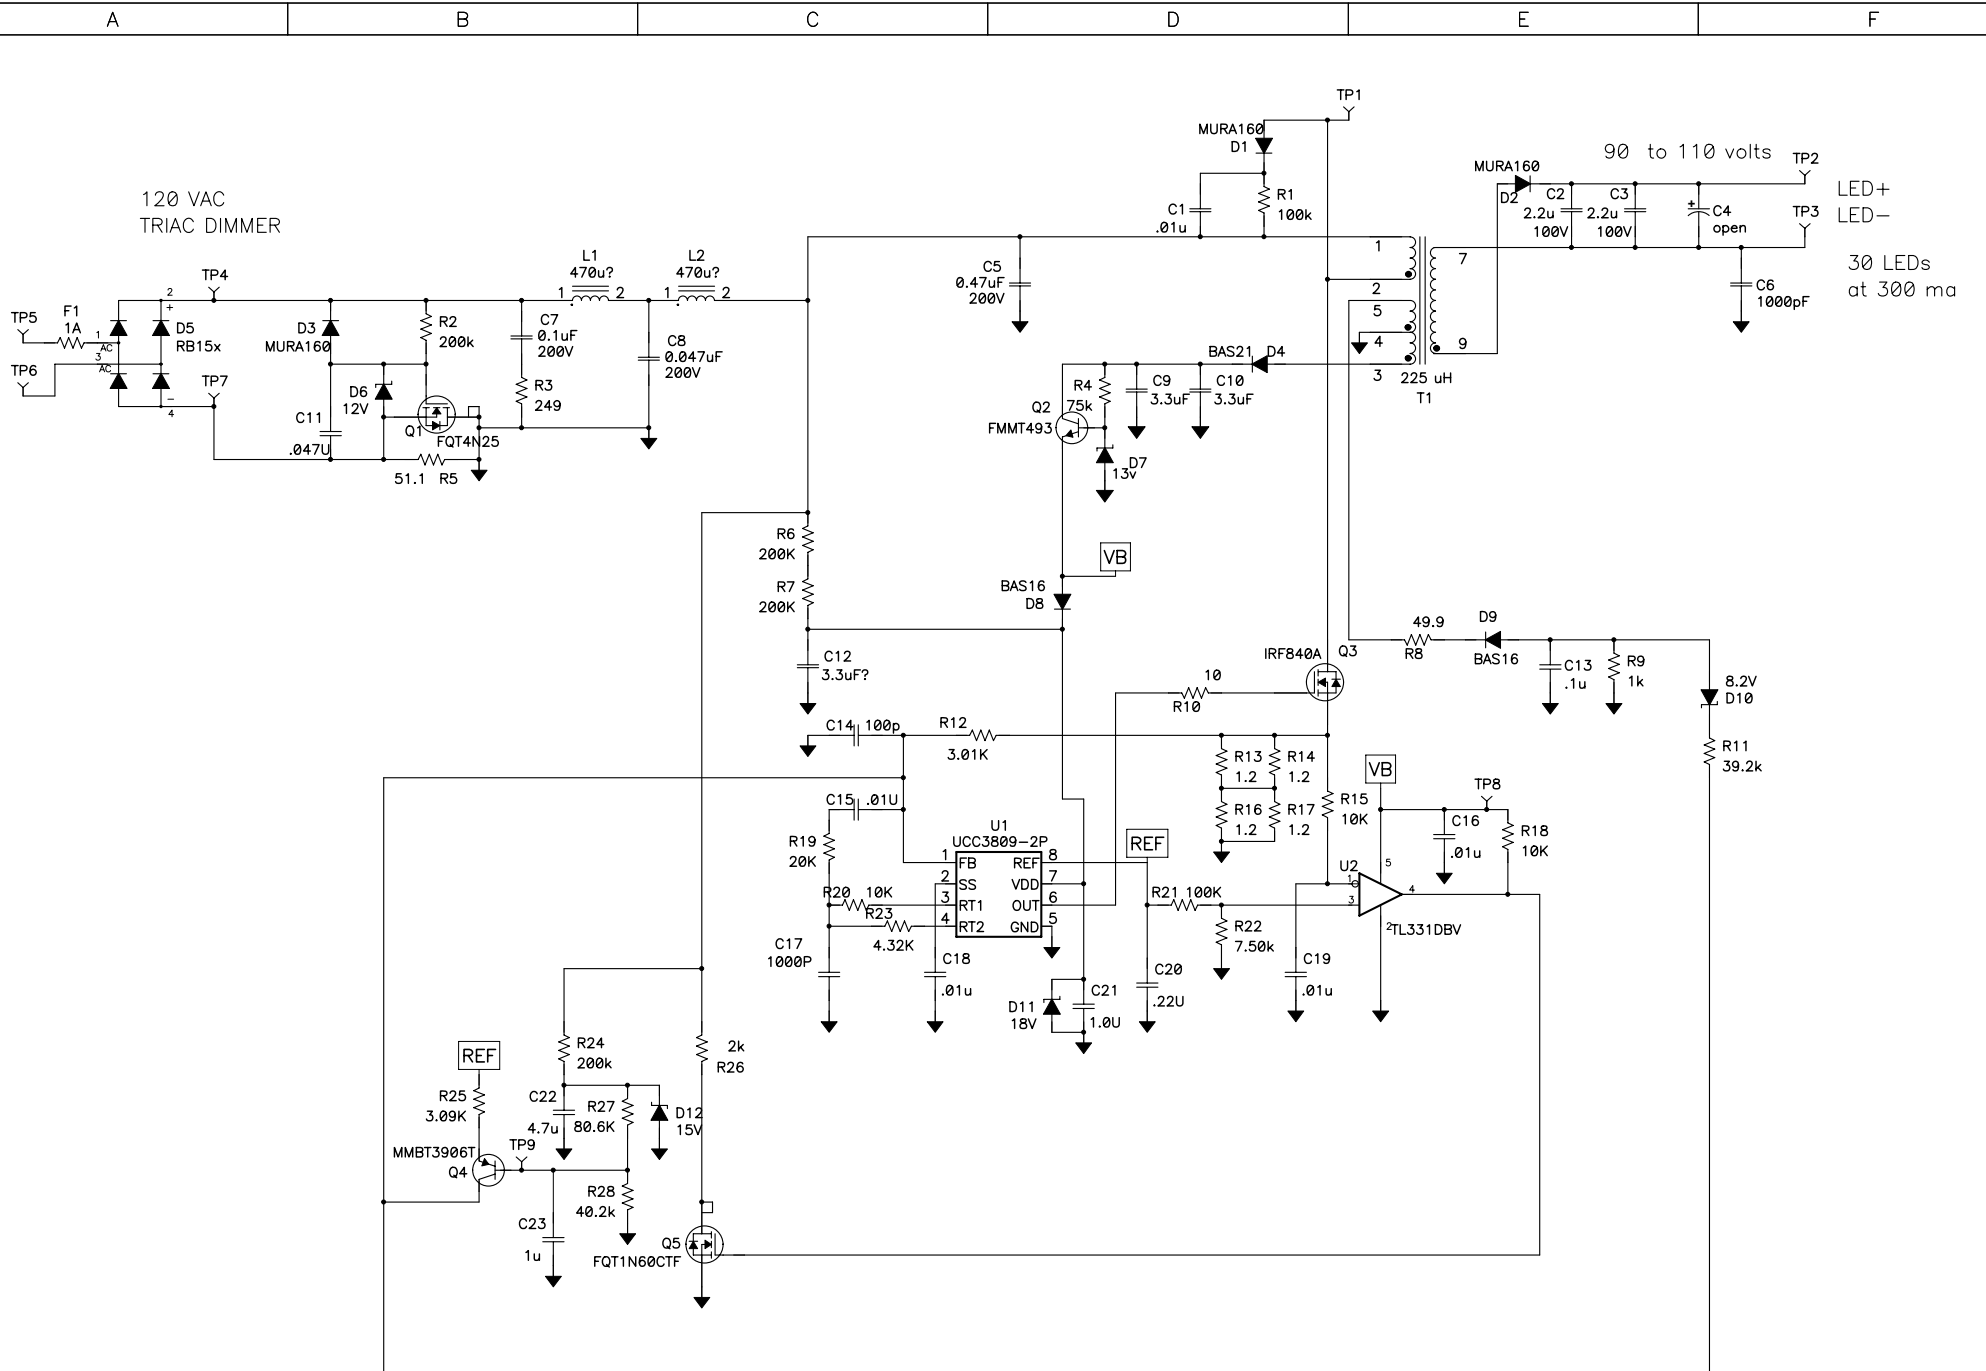 A B C D E F
TP1
MURA160
D1
90 to 110 volts
TP2
MURA160
D2
LED+
LED-
120 VAC
TRIAC DIMMER
R1
100k
C1
.01u
C2
2.2u
100V
C3
2.2u
100V
+
C4
open
TP3
1
7
L1
470u?
1 2
L2
470u?
1 2
C5
0.47uF
200V
30 LEDs
at 300 ma
C6
1000pF
TP4
2
5
4
3
9
225 uH
T1
TP5
F1
1A
1
AC
3
AC
2
+
D5
RB15x
TP6
TP7
-
4
D3
MURA160
R2
200k
C7
0.1uF
200V
C8
0.047uF
200V
D6
12V
R3
249
C11
.047U
Q1
FQT4N25
51.1 R5
BAS21 D4
R4
75k
C9
3.3uF
C10
3.3uF
Q2
FMMT493
D7
13v
R6
200K
R7
200K
VB
BAS16
D8
C12
3.3uF?
49.9
R8
D9
BAS16
C13
.1u
R9
1k
IRF840A Q3
10
R10
8.2V
D10
R11
39.2k
C14 100p
R12
3.01K
R13
1.2
R14
1.2
R16
1.2
R17
1.2
R15
10K
VB
TP8
C16
.01u
R18
10K
C15 .01U
R19
20K
U1
UCC3809-2P
1 FB
2 SS
3 RT1
4 RT2
REF 8
VDD 7
OUT 6
GND 5
REF
R20 10K
R23
4.32K
R21 100K
R22
7.50k
U2
1
3
5
4
2
TL331DBV
C17
1000P
C18
.01u
D11
18V
C21
1.0U
C20
.22U
C19
.01u
REF
R25
3.09K
R24
200k
2k
R26
C22
4.7u
R27
80.6K
D12
15V
MMBT3906T
Q4
TP9
R28
40.2k
C23
1u
Q5
FQT1N60CTF